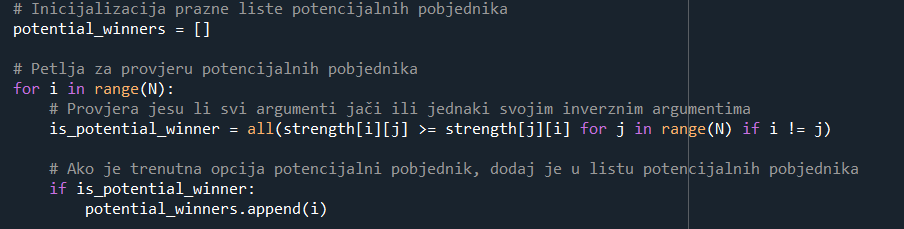 # Inicijalizacija prazne liste potencijalnih pobjednika
potential_winners = []
# Petlja za provjeru potencijalnih pobjednika
for i in range(N):
# Provjera jesu li svi argumenti jači ili jednaki svojim inverznim argumentima
is_potential_winner = all(strength[i][j] >= strength[j][i] for j in range(N) if i != j)
# Ako je trenutna opcija potencijalni pobjednik, dodaj je u listu potencijalnih pobjednika
if is_potential_winner:
potential_winners.append(i)